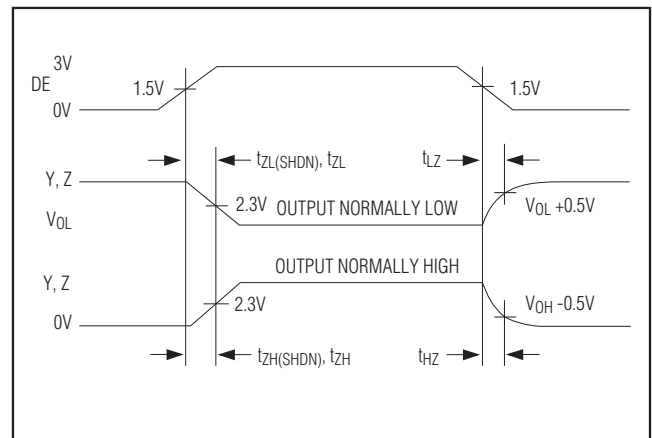 3V
DE
1.5V
1.5V
0V
tZL(SHDN), tZL
tLZ
Y, Z
2.3V
OUTPUT NORMALLY LOW
VOL +0.5V
VOL
OUTPUT NORMALLY HIGH
Y, Z
2.3V
VOH -0.5V
0V
tZH(SHDN), tZH
tHZ